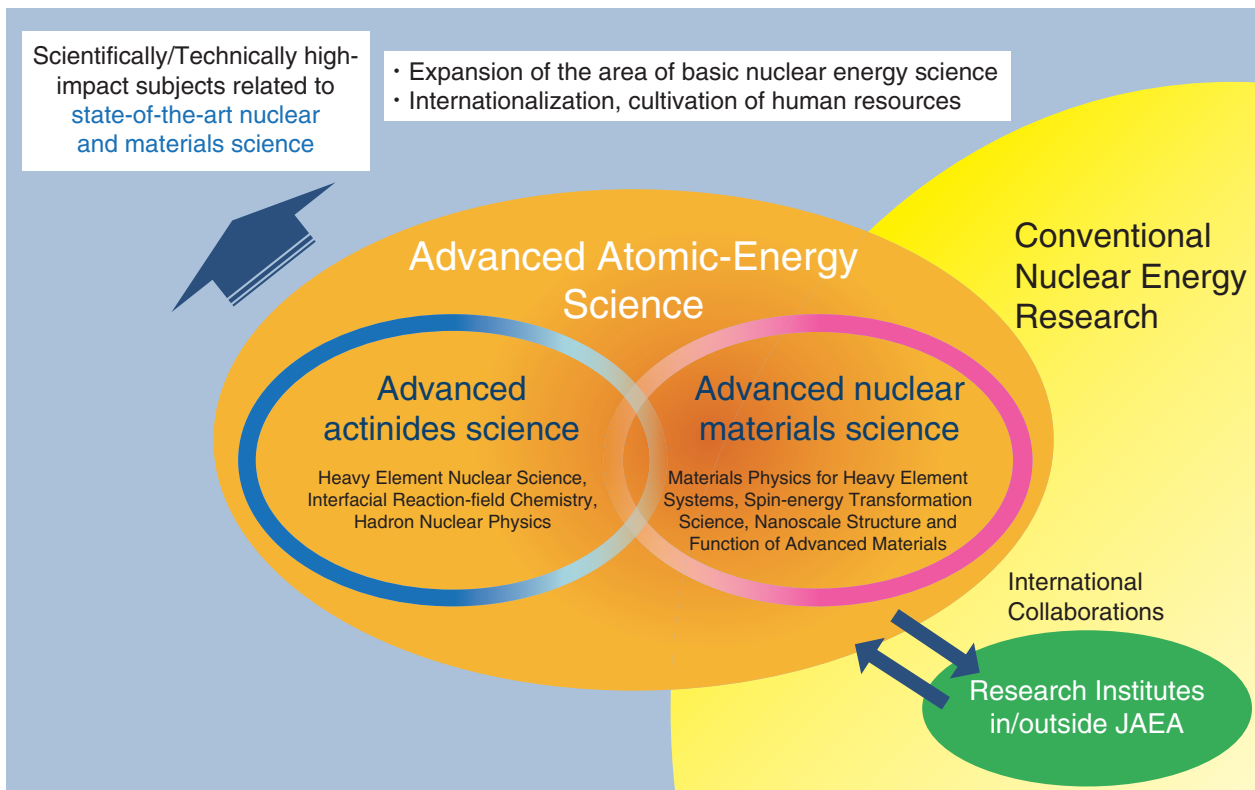 Scientifically/Technically high-
impact subjects related to
state-of-the-art nuclear
and materials science
・Expansion of the area of basic nuclear energy science
・Internationalization, cultivation of human resources
Conventional
Nuclear Energy
Research
Advanced Atomic-Energy
Science
Advanced
actinides science
Heavy Element Nuclear Science,
Interfacial Reaction-field Chemistry,
Hadron Nuclear Physics
Advanced nuclear
materials science
Materials Physics for Heavy Element
Systems, Spin-energy Transformation
Science, Nanoscale Structure and
Function of Advanced Materials
International
Collaborations
Research Institutes
in/outside JAEA